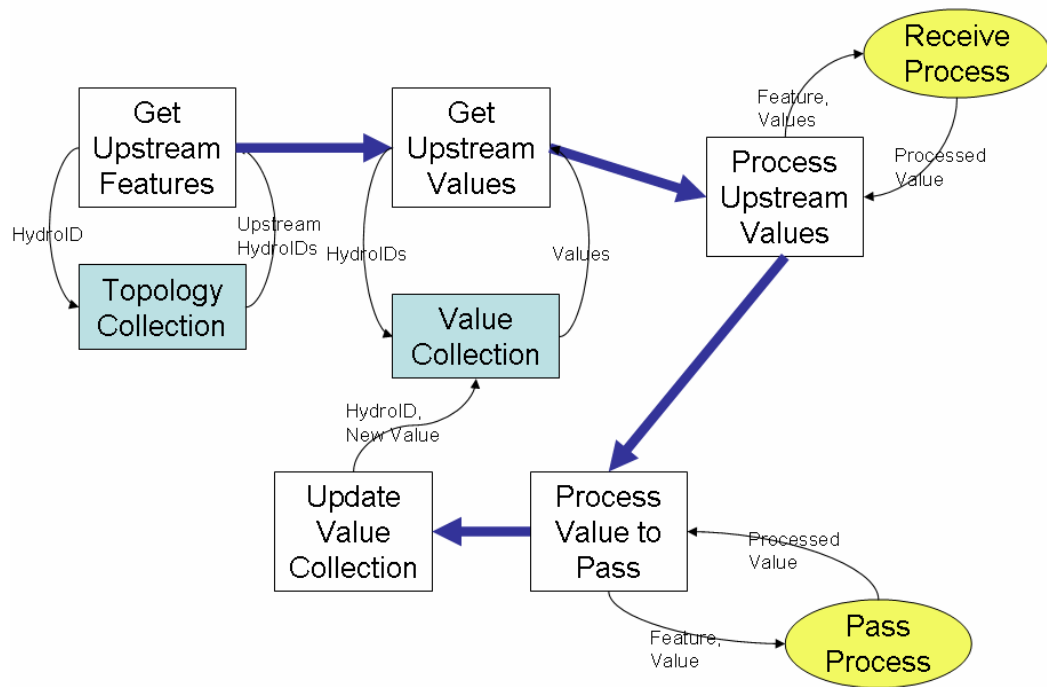 Receive
Process
Get
Upstream
Features
Get
Upstream
Values
Feature,
Values
Process
Upstream
Values
Processed
Value
HydroID
Upstream
HydroIDs
HydroIDs
Values
Topology
Collection
Value
Collection
HydroID,
New Value
Update
Value
Collection
Process
Value to
Pass
Processed
Value
Feature,
Value
Pass
Process